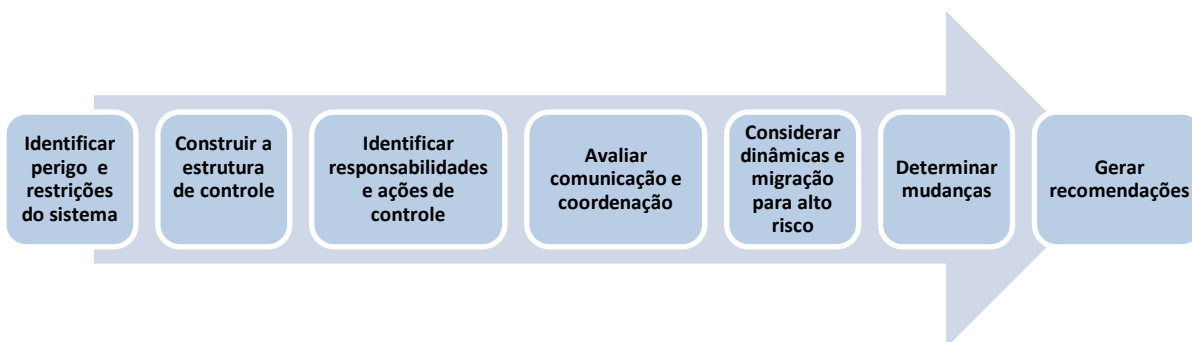 Identificar
perigo e
restrições
do sistema
Construir a
estrutura
de controle
Identificar
responsabilidades
e ações de
controle
Avaliar
comunicação e
coordenação
Considerar
dinâmicas e
migração
para alto
risco
Determinar
mudanças
Gerar
recomendações